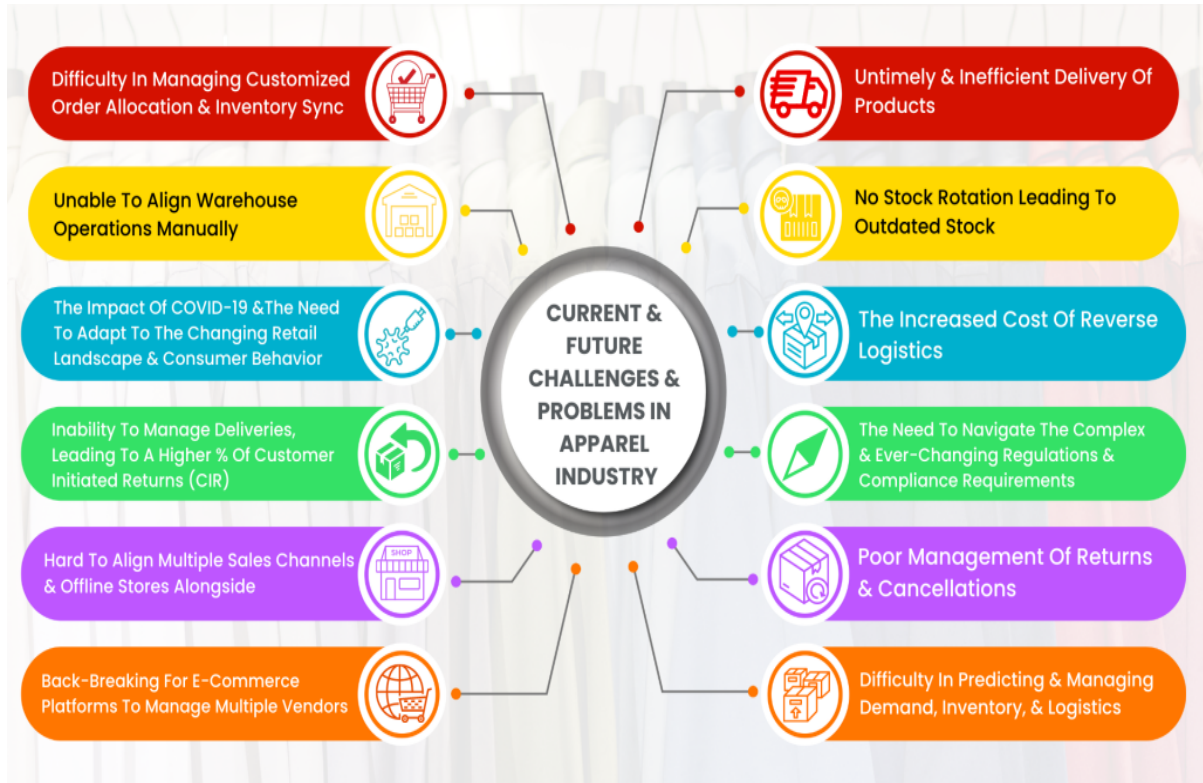 Difficulty In Managing Customized
Order Allocation & Inventory Sync
Unable To Align Warehouse
Operations Manually
The Impact Of COVID-19 &The Need
To Adapt To The Changing Retail
Landscape & Consumer Behavior
Inability To Manage Deliveries,
Leading To A Higher % Of Customer
Initiated Returns (CIR)
Hard To Align Multiple Sales Channels
& Offline Stores Alongside
SHOP
Back-Breaking For E-Commerce
Platforms To Manage Multiple Vendors
CURRENT &
FUTURE
CHALLENGES &
PROBLEMS IN
APPAREL
INDUSTRY
Untimely & Inefficient Delivery Of
Products
No Stock Rotation Leading To
Outdated Stock
The Increased Cost Of Reverse
Logistics
The Need To Navigate The Complex
& Ever-Changing Regulations &
Compliance Requirements
Poor Management Of Returns
& Cancellations
Difficulty In Predicting & Managing
Demand, Inventory, & Logistics